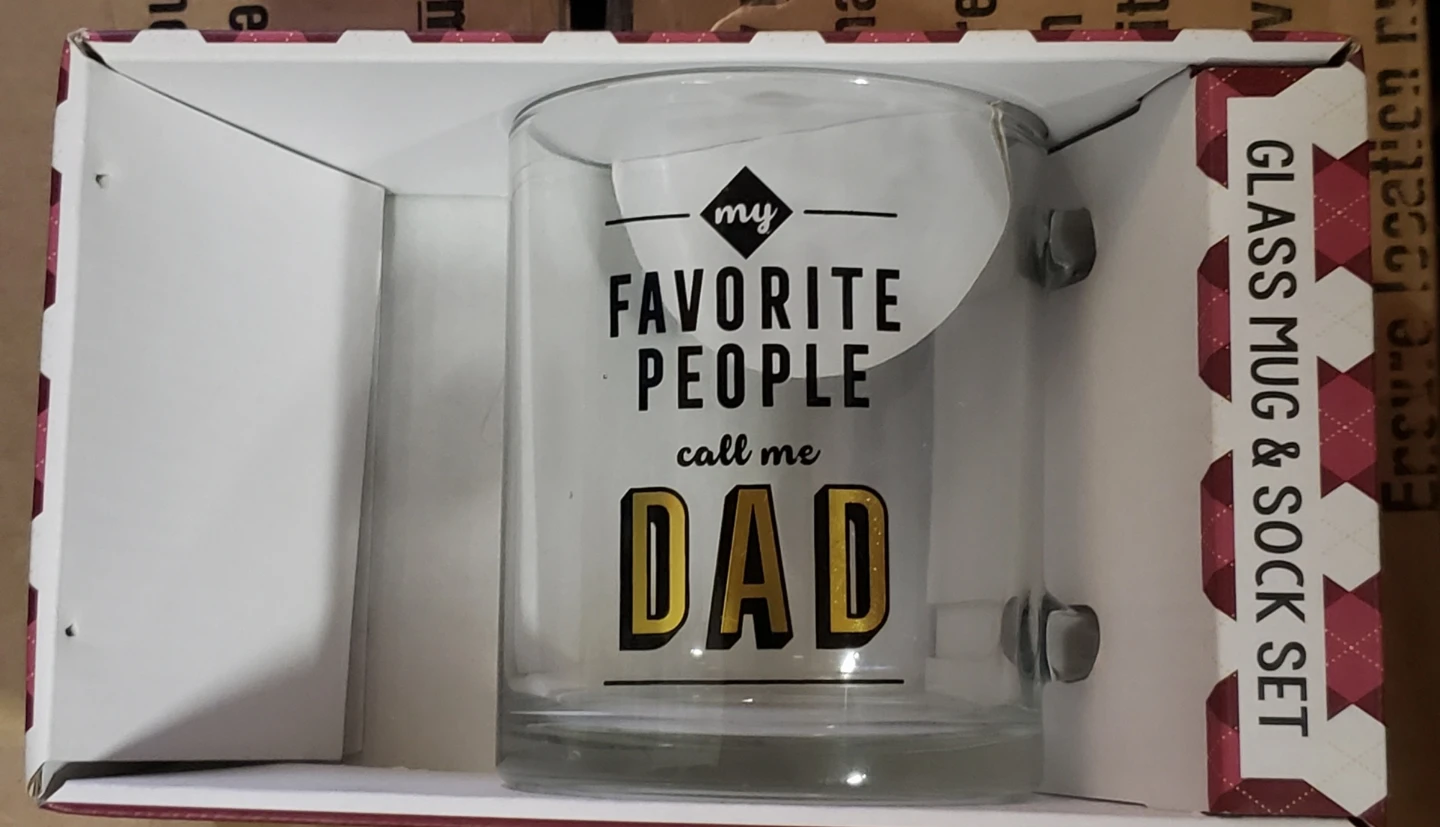 my
FAVORITE
PEOPLE
call me
DAD
GLASS MUG & SOCK SET